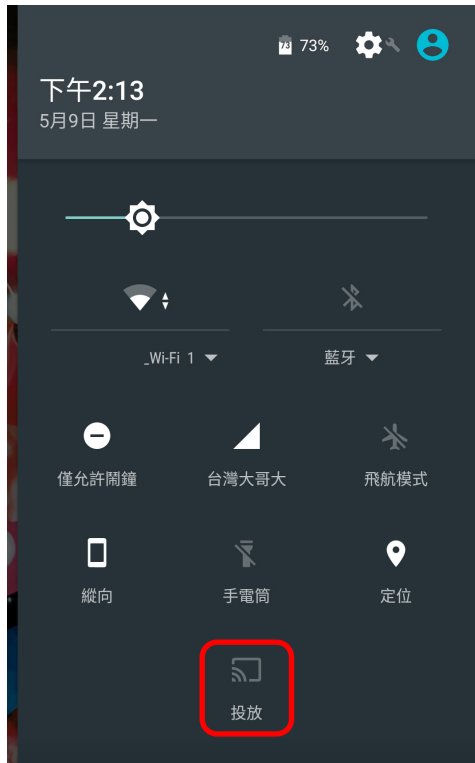 73 73%
下午2:13
5月9日 星期一
_Wi-Fi 1
藍牙
僅允許鬧鐘
台灣大哥大
飛航模式
縱向
手電筒
定位
投放